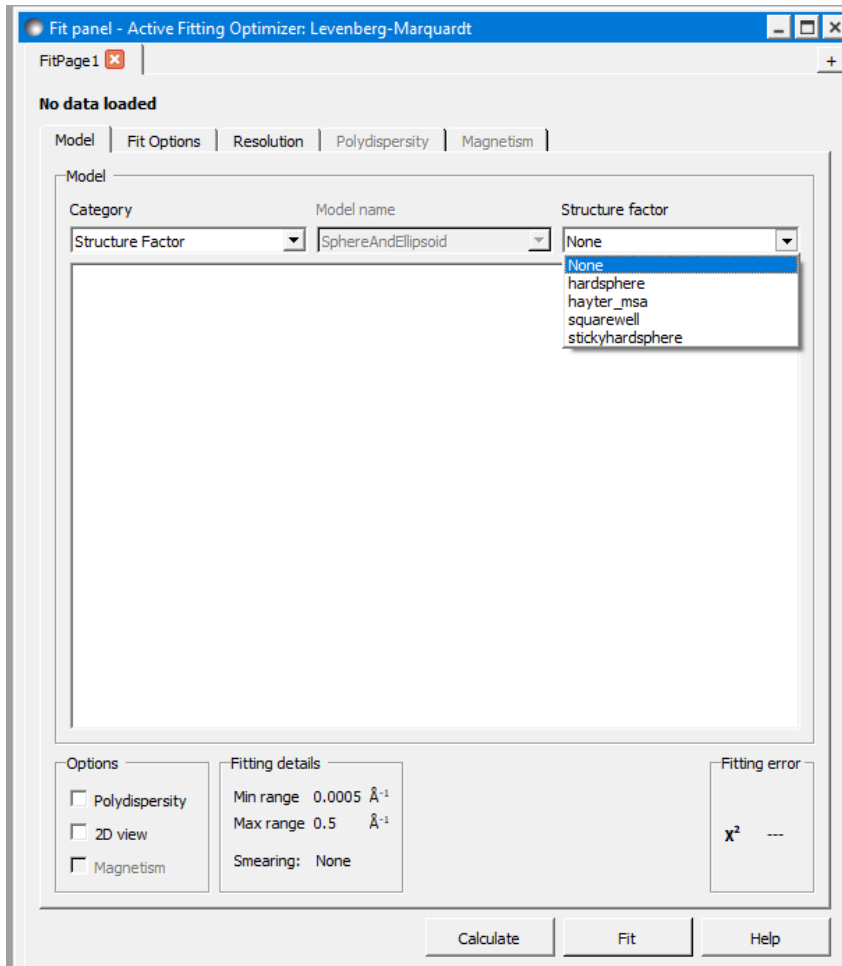 Fit panel - Active Fitting Optimizer: Levenberg-Marquardt
FitPage1
+
No data loaded
Model Fit Options Resolution Polydispersity Magnetism
Model
Category Model name Structure factor
Structure Factor SphereAndEllipsoid None
None
hardsphere
hayter_msa
squarewell
stickyhardsphere
Options Fitting details Fitting error
Polydispersity Min range 0.0005 Å⁻¹
2D view Max range 0.5 Å⁻¹ χ² ---
Magnetism Smearing: None
Calculate Fit Help